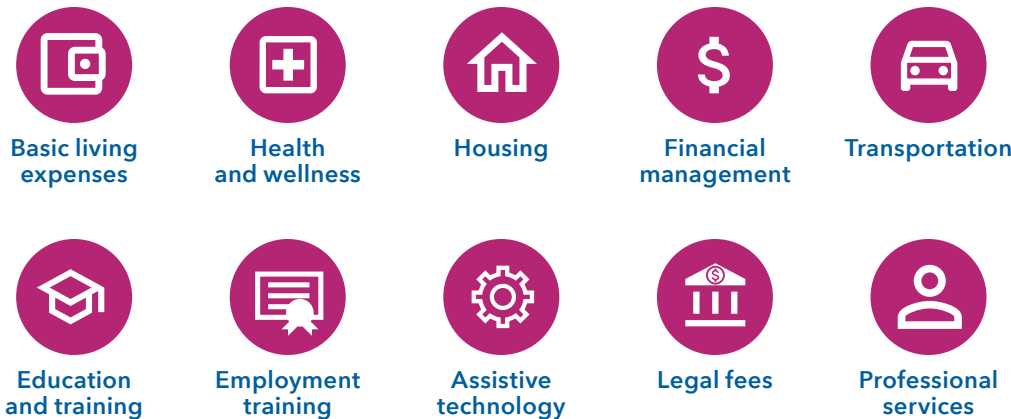 Basic living
expenses
Health
and wellness
Housing
Financial
management
Transportation
Education
and training
Employment
training
Assistive
technology
Legal fees
Professional
services